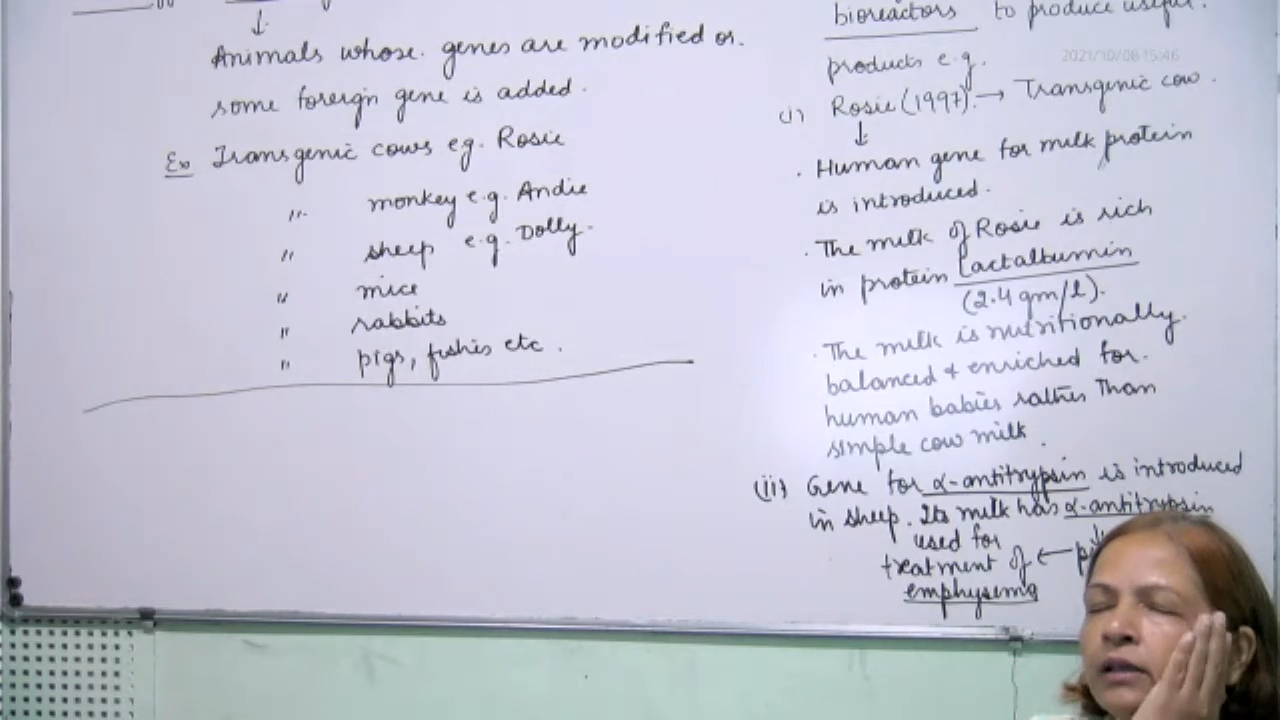 Animals whose genes are modified or.
some foreign gene is added.
Ex Transgenic cows eg. Rosie
" monkey e.g. Andie
" sheep e.g. Dolly.
" mice
" rabbits
" pigs, fishes etc.
bioreactors to produce useful.
products e.g.
2021/10/08 15:46
(i) Rosie (1997). → Transgenic cow.
↓
. Human gene for milk protein
is introduced.
. The milk of Rosie is rich
in protein Lactalbumin
(2.4 gm/l).
. The milk is nutritionally.
balanced & enriched for.
human babies rather than
simple cow milk.
(ii) Gene for α-antitrypsin is introduced
in sheep. Its milk has α-antitrypsin
used for
treatment of ←
emphysema